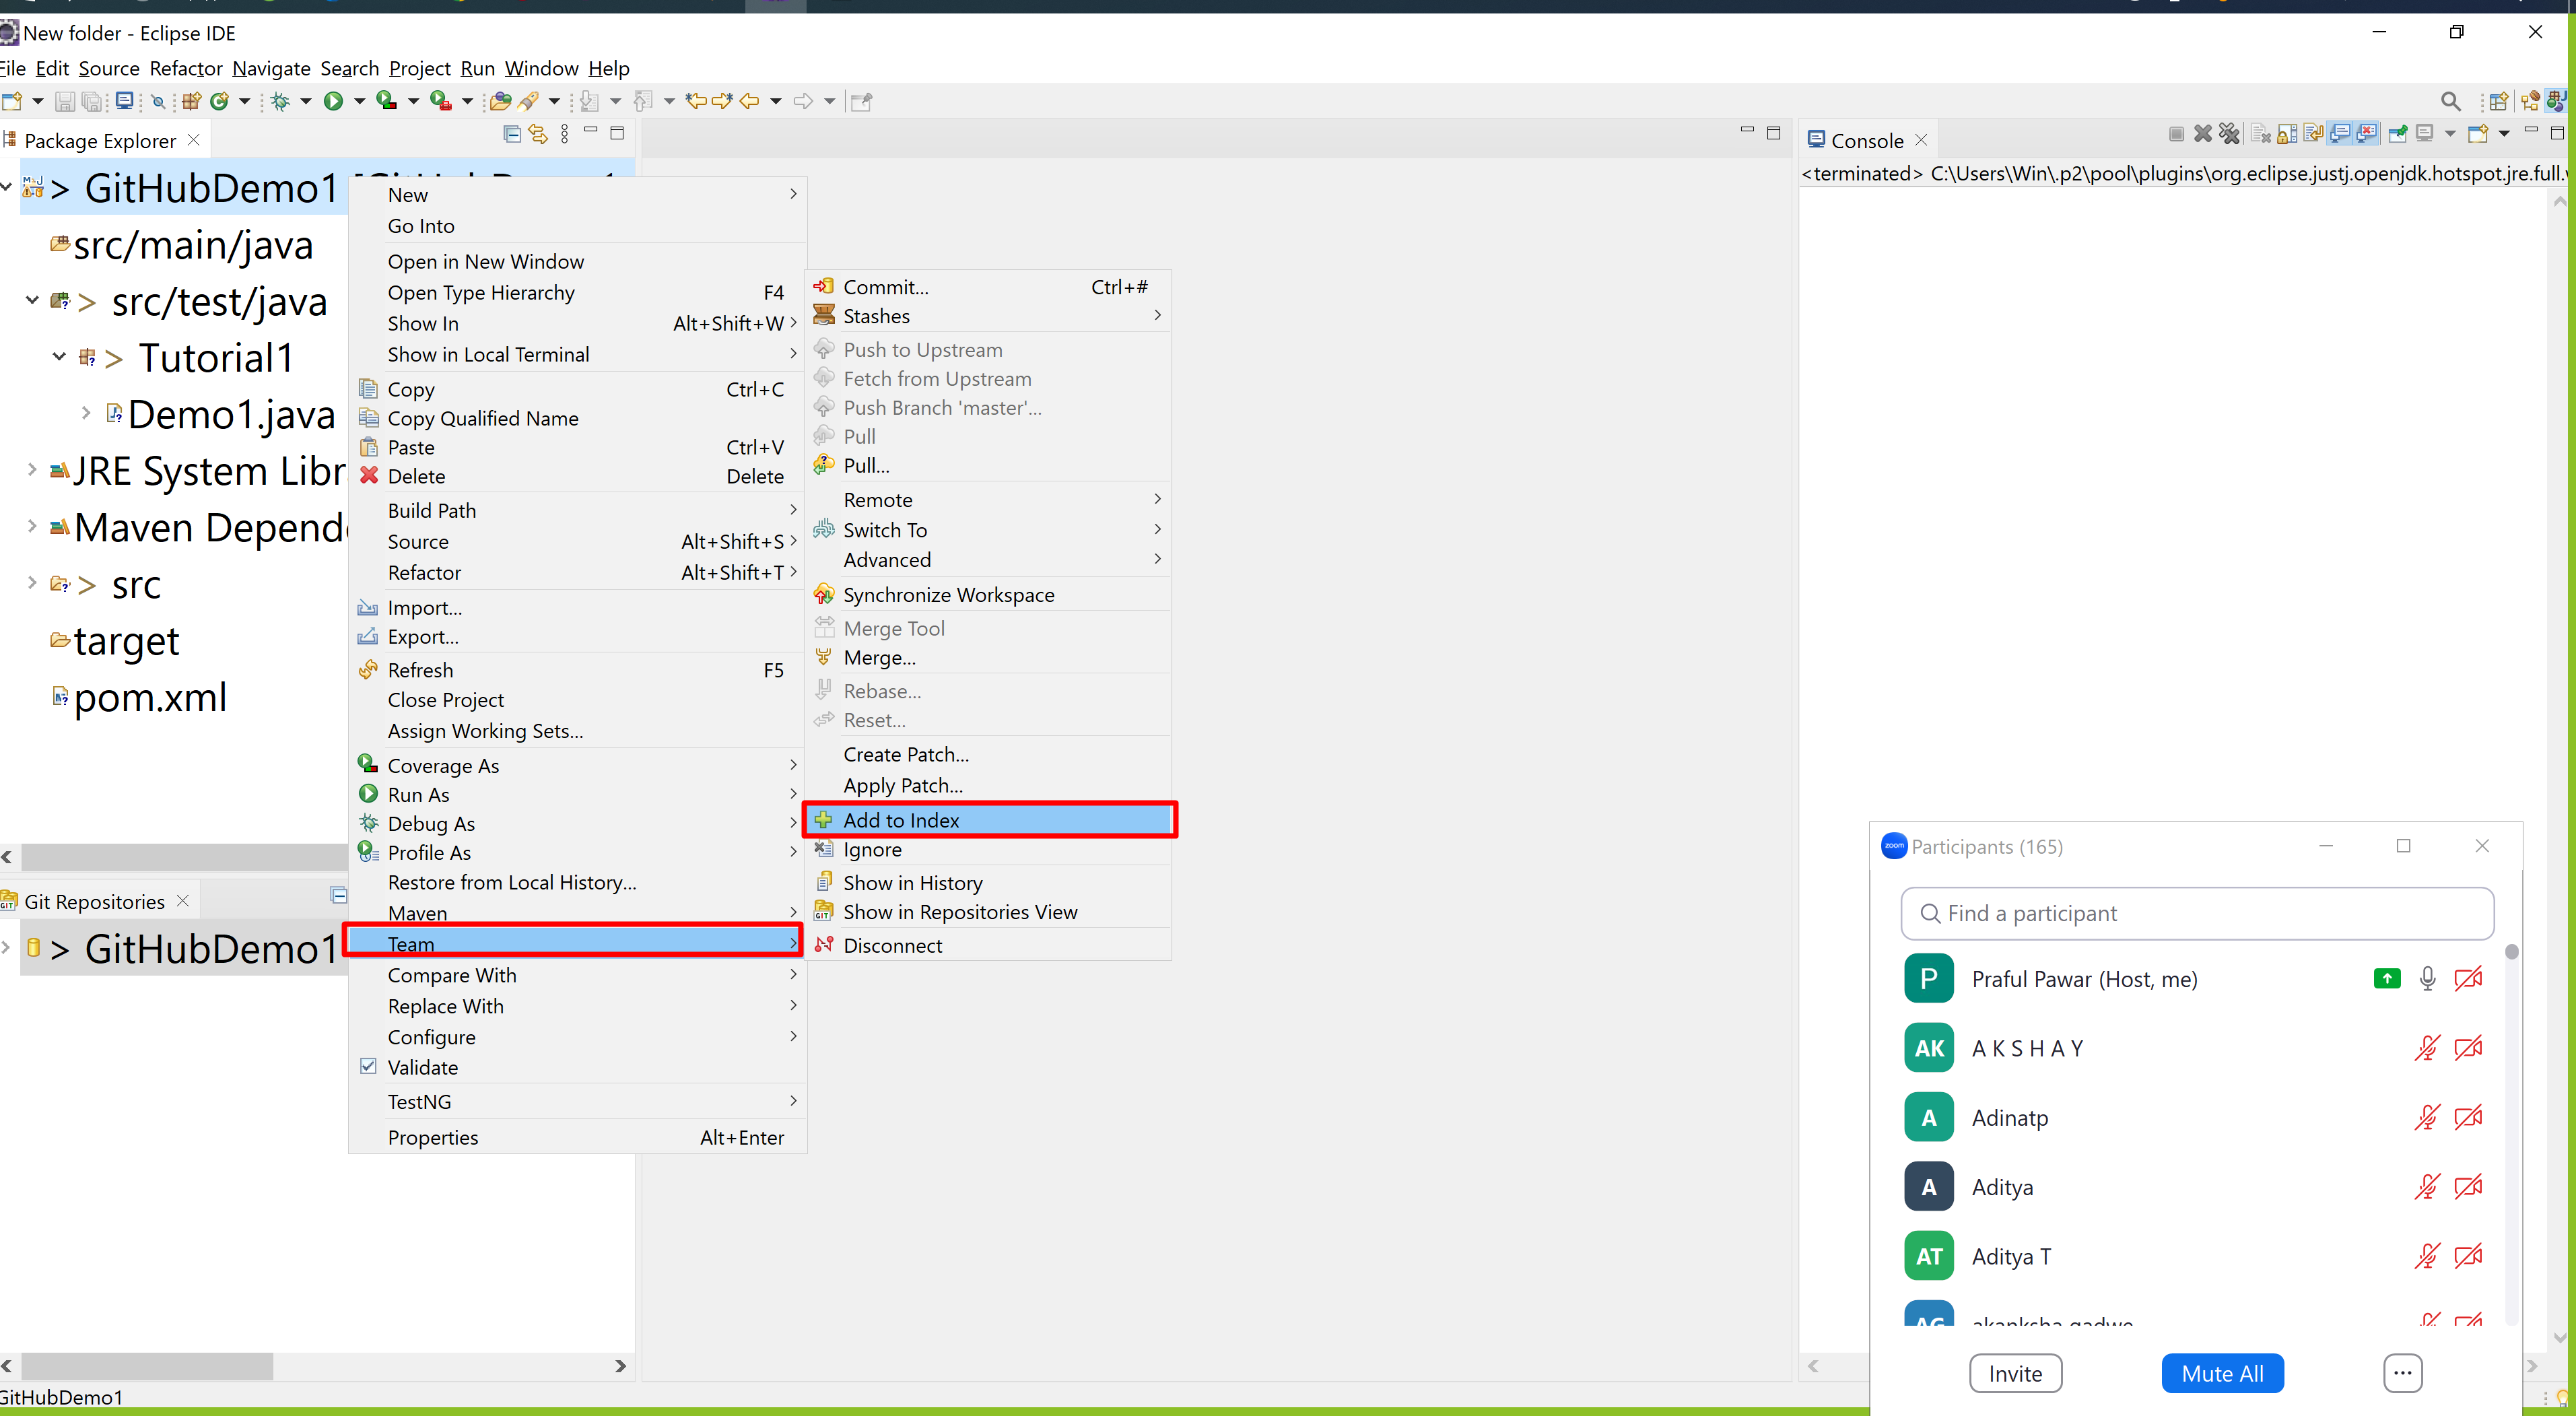 New folder - Eclipse IDE
File Edit Source Refactor Navigate Search Project Run Window Help
Package Explorer
> GitHubDemo1
src/main/java
> src/test/java
> Tutorial1
Demo1.java
JRE System Libr
Maven Depend
> src
target
pom.xml
Git Repositories
> GitHubDemo1
GitHubDemo1
New
Go Into
Open in New Window
Open Type Hierarchy F4
Show In Alt+Shift+W
Show in Local Terminal
Copy Ctrl+C
Copy Qualified Name
Paste Ctrl+V
Delete Delete
Build Path
Source Alt+Shift+S
Refactor Alt+Shift+T
Import...
Export...
Refresh F5
Close Project
Assign Working Sets...
Coverage As
Run As
Debug As
Profile As
Restore from Local History...
Maven
Team
Compare With
Replace With
Configure
Validate
TestNG
Properties Alt+Enter
Commit... Ctrl+#
Stashes
Push to Upstream
Fetch from Upstream
Push Branch 'master'...
Pull
Pull...
Remote
Switch To
Advanced
Synchronize Workspace
Merge Tool
Merge...
Rebase...
Reset...
Create Patch...
Apply Patch...
Add to Index
Ignore
Show in History
Show in Repositories View
Disconnect
Console
<terminated> C:\Users\Win\.p2\pool\plugins\org.eclipse.justj.openjdk.hotspot.jre.full.
zoom Participants (165)
Find a participant
P Praful Pawar (Host, me)
AK A K S H A Y
A Adinatp
A Aditya
AT Aditya T
Invite
Mute All
...